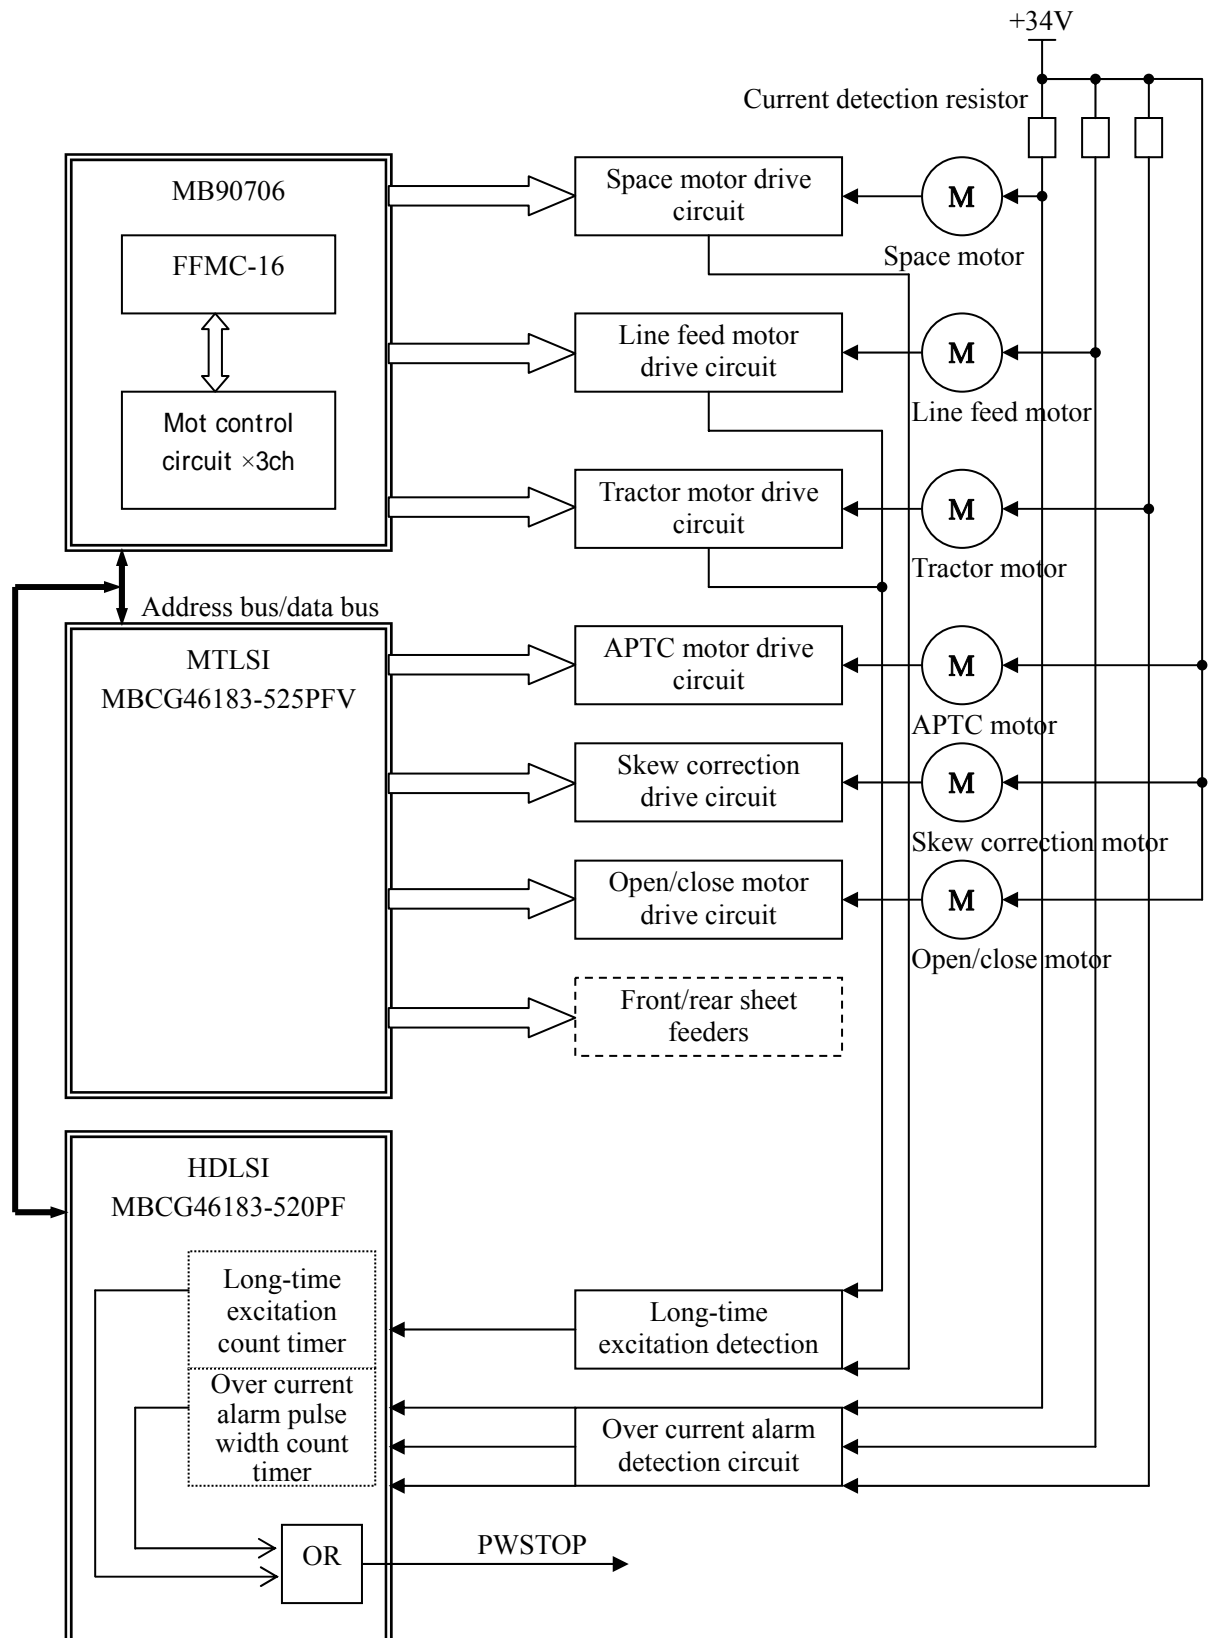 +34V
Current detection resistor
MB90706
FFMC-16
Mot control
circuit ×3ch
Space motor drive
circuit
M
Space motor
Line feed motor
drive circuit
M
Line feed motor
Tractor motor drive
circuit
M
Tractor motor
Address bus/data bus
MTLSI
MBCG46183-525PFV
APTC motor drive
circuit
M
APTC motor
Skew correction
drive circuit
M
Skew correction motor
Open/close motor
drive circuit
M
Open/close motor
Front/rear sheet
feeders
HDLSI
MBCG46183-520PF
Long-time
excitation
count timer
Long-time
excitation detection
Over current
alarm pulse
width count
timer
Over current alarm
detection circuit
OR
PWSTOP